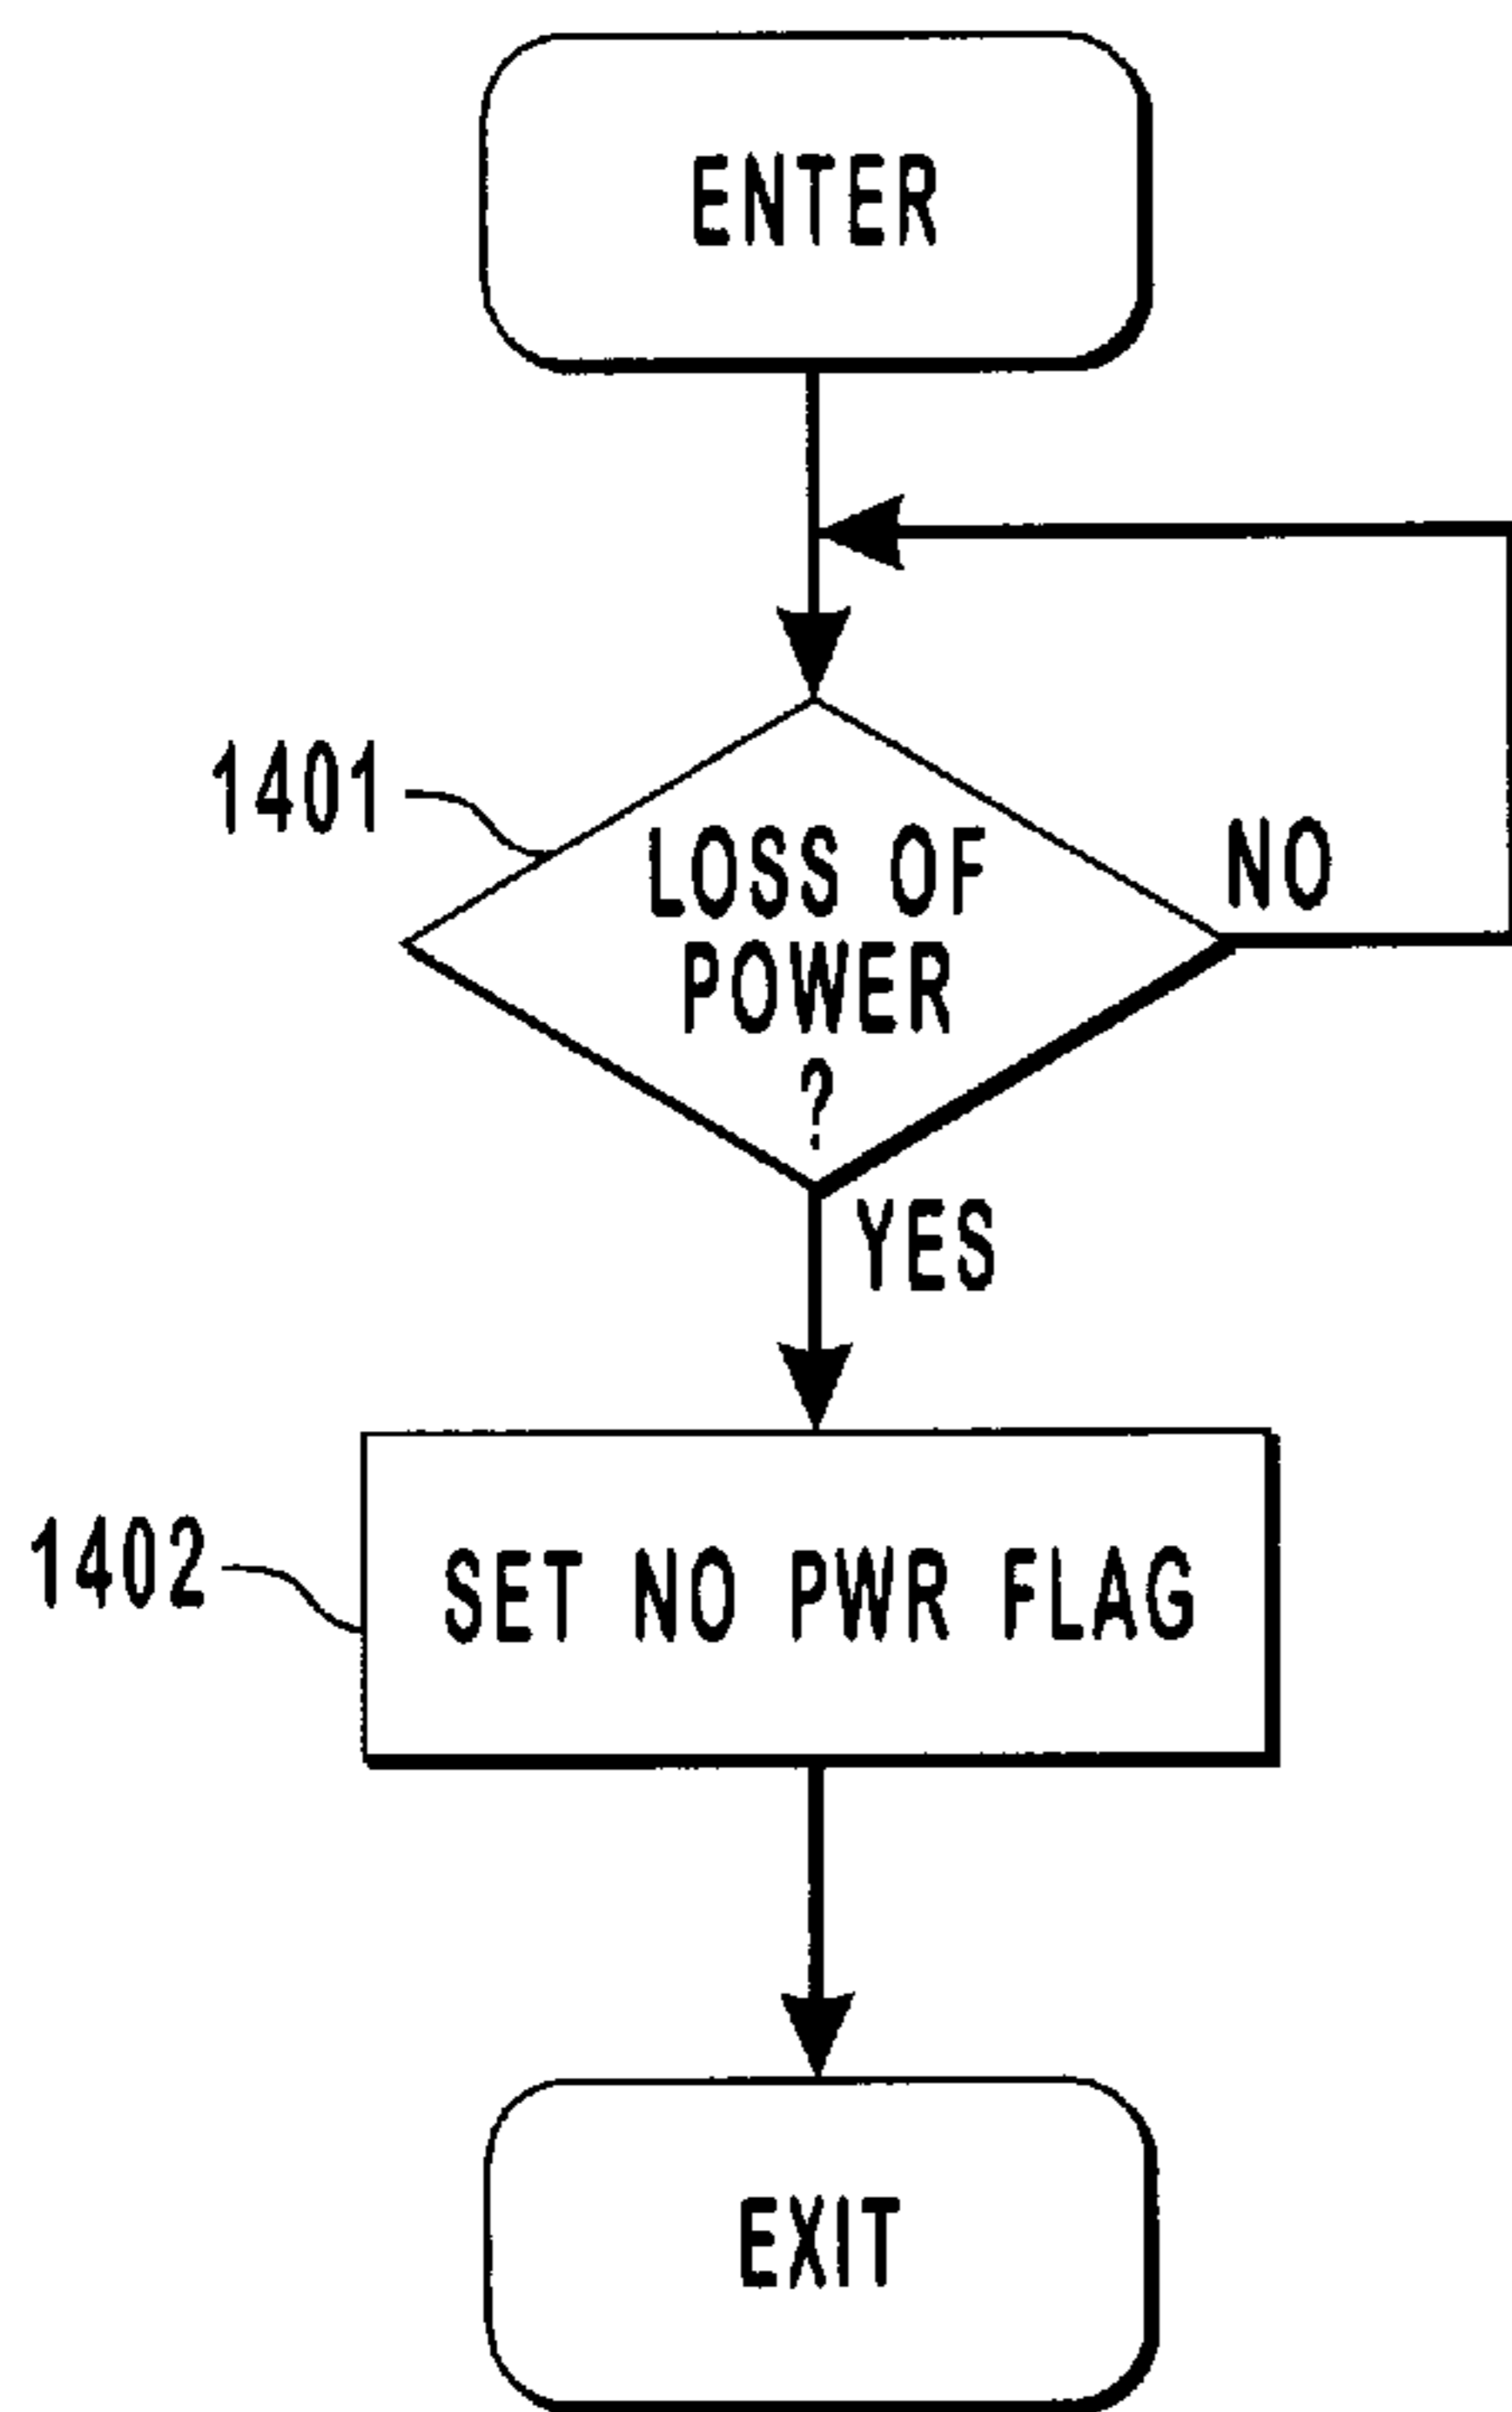 ENTER
1401
LOSS OF
POWER
?
NO
YES
1402
SET NO PWR FLAG
EXIT